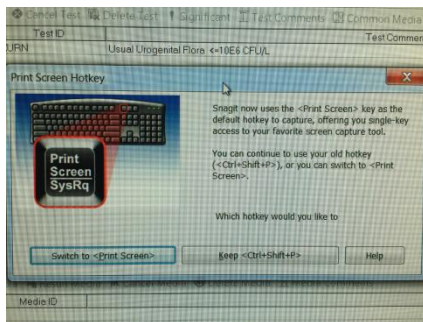 Cancel Test Delete Test Significant Test Comments Common Media
Test ID Test Commen
URN Usual Urogenital Flora <=10E6 CFU/L
Print Screen Hotkey
Print
Screen
SysRq
Snagit now uses the <Print Screen> key as the
default hotkey to capture, offering you single-key
access to your favorite screen capture tool.
You can continue to use your old hotkey
(<Ctrl+Shift+P>), or you can switch to <Print
Screen>.
Which hotkey would you like to
Switch to <Print Screen> Keep <Ctrl+Shift+P> Help
Media ID